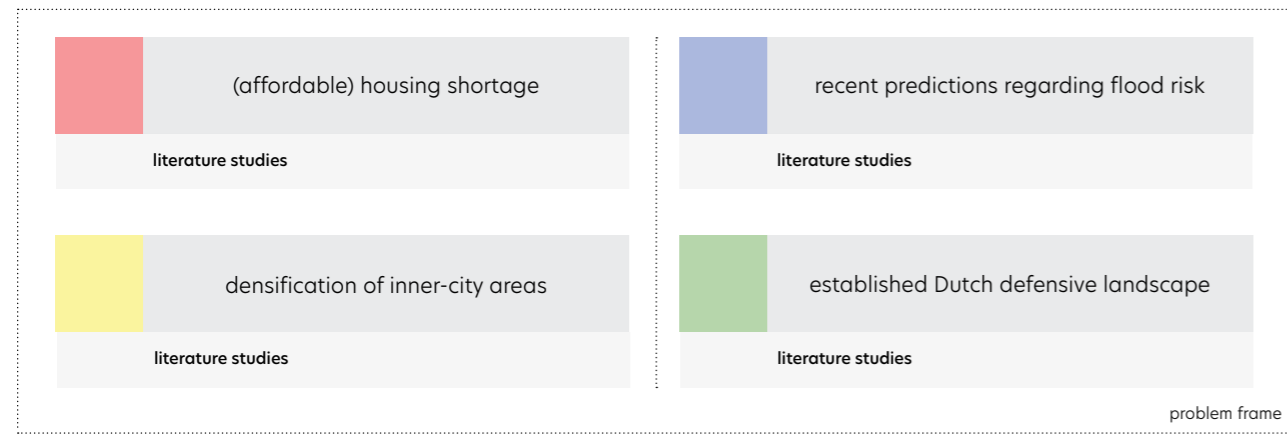 (affordable) housing shortage
literature studies
recent predictions regarding flood risk
literature studies
densification of inner-city areas
literature studies
established Dutch defensive landscape
literature studies
problem frame